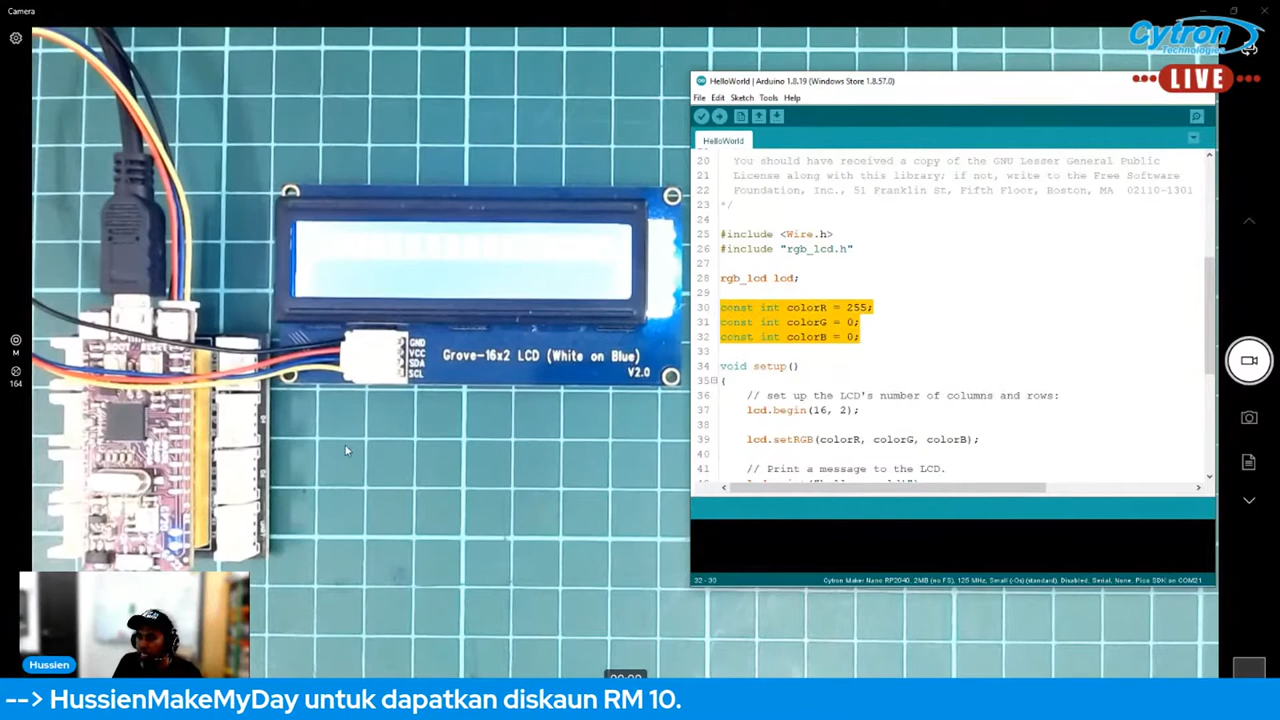 Camera
Cytron
Technologies
LIVE
HelloWorld | Arduino 1.8.19 (Windows Store 1.8.57.0)
File Edit Sketch Tools Help
HelloWorld
20 You should have received a copy of the GNU Lesser General Public
21 License along with this library; if not, write to the Free Software
22 Foundation, Inc., 51 Franklin St, Fifth Floor, Boston, MA 02110-1301
23 */
24
25 #include <Wire.h>
26 #include "rgb_lcd.h"
27
28 rgb_lcd lcd;
29
30 const int colorR = 255;
31 const int colorG = 0;
32 const int colorB = 0;
33
34 void setup()
35 {
36 // set up the LCD's number of columns and rows:
37 lcd.begin(16, 2);
38
39 lcd.setRGB(colorR, colorG, colorB);
40
41 // Print a message to the LCD.
32 - 30
Cytron Maker Nano RP2040, 2MB (no FS), 125 MHz, Small (-Os) (standard), Disabled, Serial, None, Pico SDK on COM21
GND
VCC
SDA
SCL
Grove-16x2 LCD (White on Blue)
V2.0
BOOT
RESET
M
164
Hussien
--> HussienMakeMyDay untuk dapatkan diskaun RM 10.